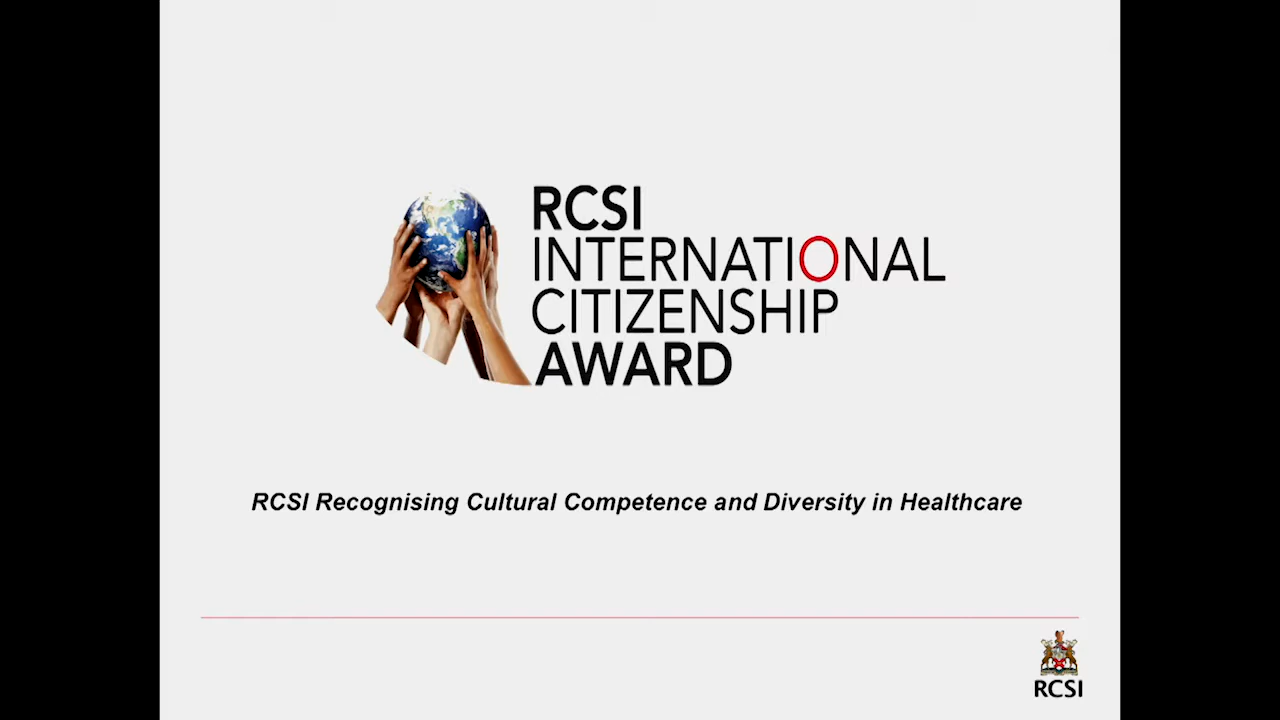 RCSI
INTERNATIONAL
CITIZENSHIP
AWARD
RCSI Recognising Cultural Competence and Diversity in Healthcare
RCSI